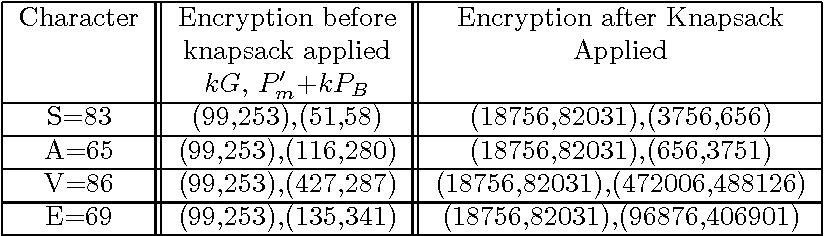 Character Encryption before Encryption after Knapsack
knapsack applied Applied
kG, P′m+kPB
S=83 (99,253),(51,58) (18756,82031),(3756,656)
A=65 (99,253),(116,280) (18756,82031),(656,3751)
V=86 (99,253),(427,287) (18756,82031),(472006,488126)
E=69 (99,253),(135,341) (18756,82031),(96876,406901)